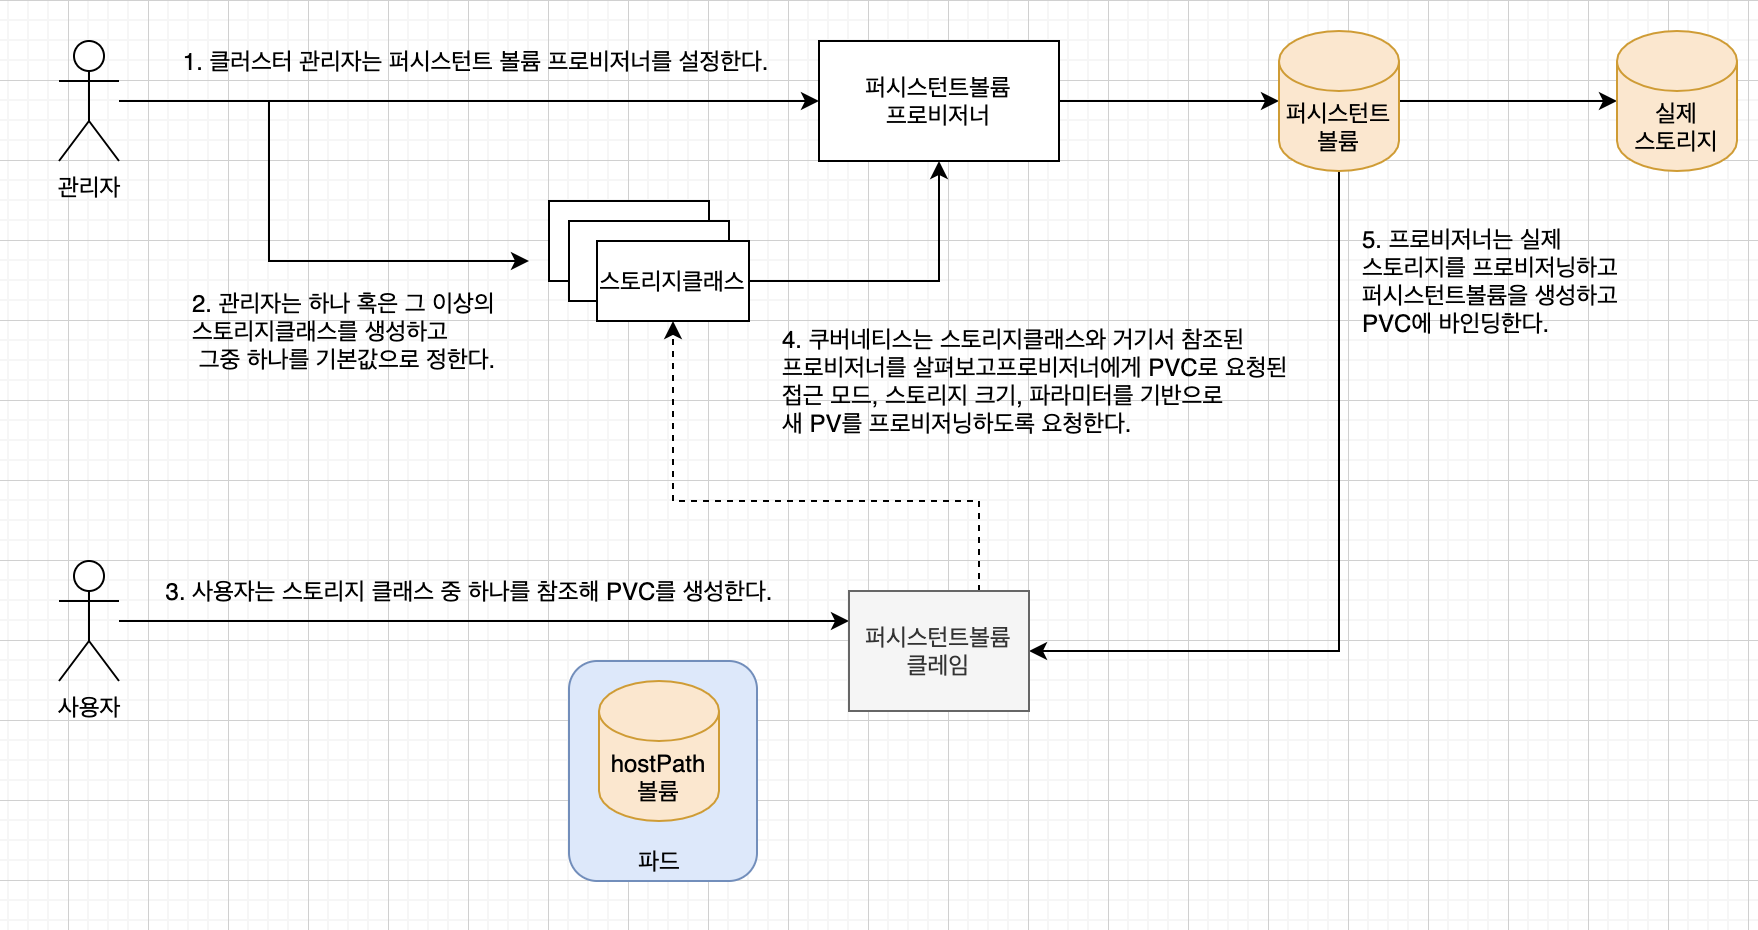 1. 클러스터 관리자는 퍼시스턴트 볼륨 프로비저너를 설정한다.
관리자
퍼시스턴트볼륨
프로비저너
퍼시스턴트
볼륨
실제
스토리지
스토리지클래스
2. 관리자는 하나 혹은 그 이상의
스토리지클래스를 생성하고
그중 하나를 기본값으로 정한다.
4. 쿠버네티스는 스토리지클래스와 거기서 참조된
프로비저너를 살펴보고프로비저너에게 PVC로 요청된
접근 모드, 스토리지 크기, 파라미터를 기반으로
새 PV를 프로비저닝하도록 요청한다.
5. 프로비저너는 실제
스토리지를 프로비저닝하고
퍼시스턴트볼륨을 생성하고
PVC에 바인딩한다.
3. 사용자는 스토리지 클래스 중 하나를 참조해 PVC를 생성한다.
사용자
퍼시스턴트볼륨
클레임
hostPath
볼륨
파드